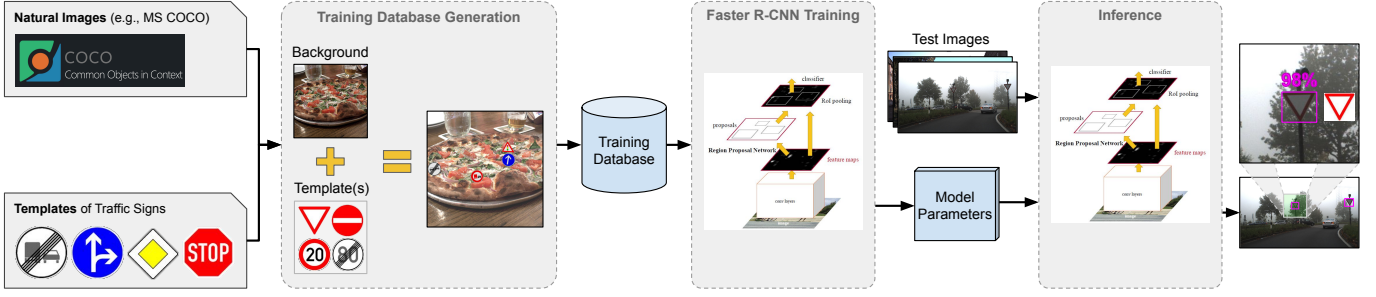 Natural Images (e.g., MS COCO)
COCO
Common Objects in Context
Templates of Traffic Signs
STOP
Training Database Generation
Background
Template(s)
20
80
Training
Database
Faster R-CNN Training
classifier
RoI pooling
proposals
Region Proposal Network
feature maps
conv layers
Test Images
Model
Parameters
Inference
classifier
RoI pooling
proposals
Region Proposal Network
feature maps
conv layers
98%